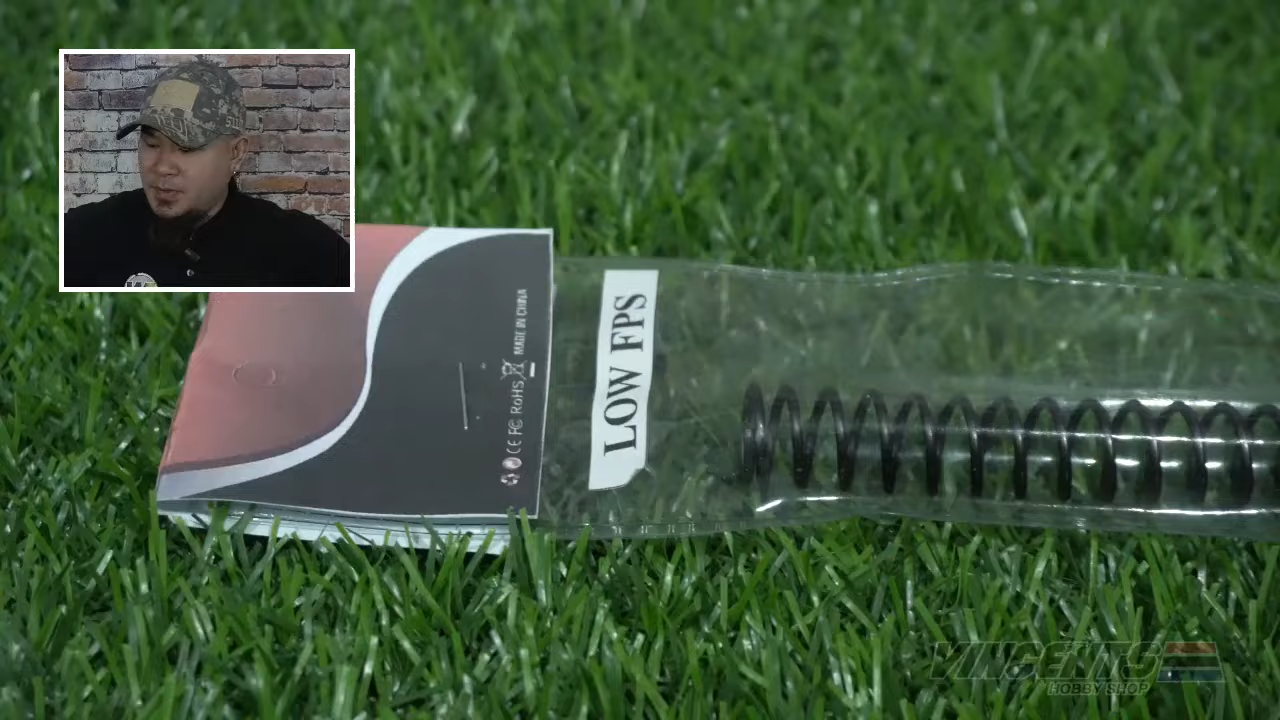 LOW FPS
MADE IN CHINA
CE FC RoHS
VINCENTS
HOBBY SHOP